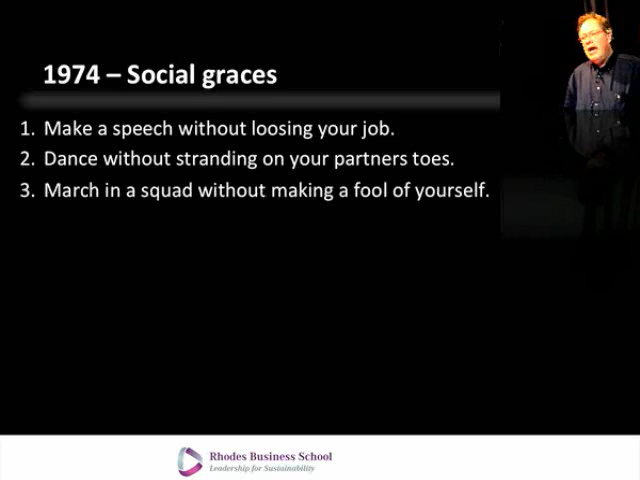 1974 – Social graces
1. Make a speech without loosing your job.
2. Dance without stranding on your partners toes.
3. March in a squad without making a fool of yourself.
Rhodes Business School
Leadership for Sustainability